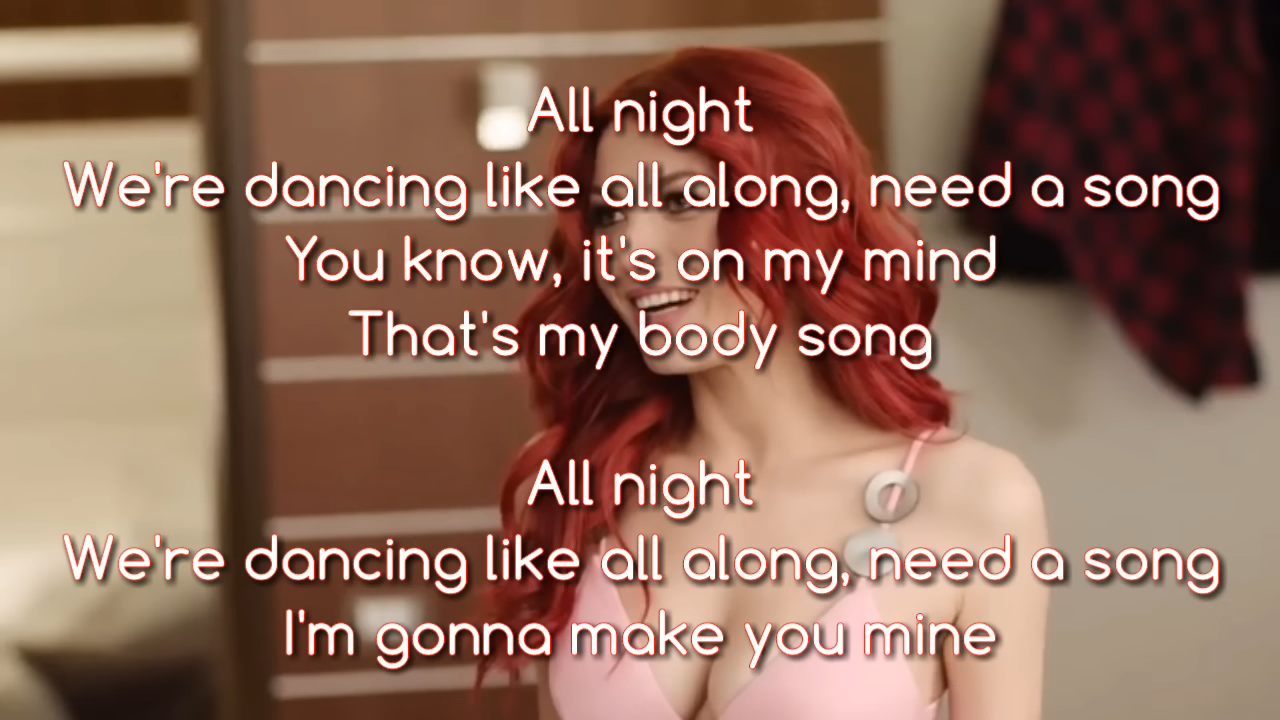 All night
We're dancing like all along, need a song
You know, it's on my mind
That's my body song
All night
We're dancing like all along, need a song
I'm gonna make you mine